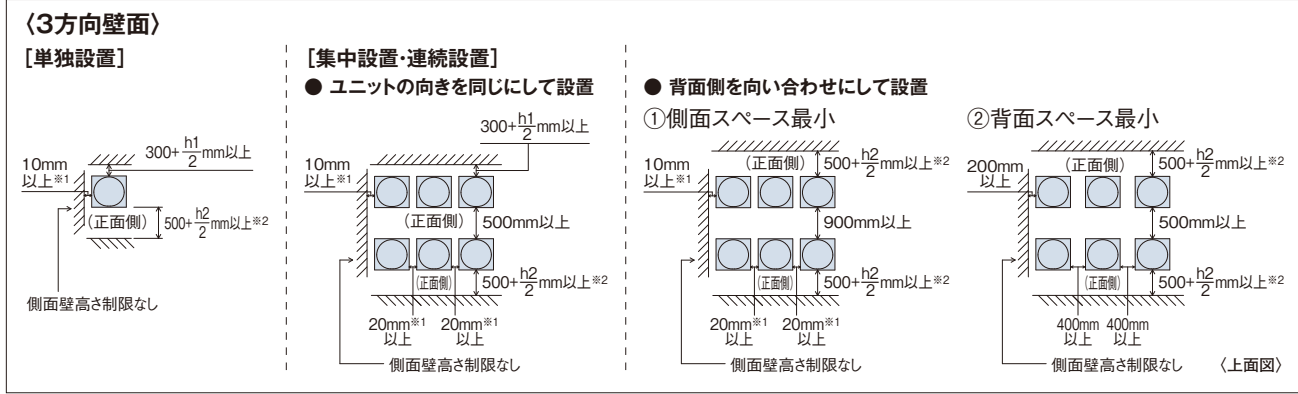 〈3方向壁面〉
[単独設置]
10mm
以上※1
300+h1/2mm以上
(正面側)
500+h2/2mm以上※2
側面壁高さ制限なし
[集中設置・連続設置]
● ユニットの向きを同じにして設置
300+h1/2mm以上
10mm
以上※1
(正面側)
500mm以上
(正面側)
500+h2/2mm以上※2
20mm※1
以上
20mm※1
以上
側面壁高さ制限なし
● 背面側を向い合わせにして設置
①側面スペース最小
10mm
以上※1
(正面側)
500+h2/2mm以上※2
900mm以上
(正面側)
500+h2/2mm以上※2
20mm※1
以上
20mm※1
以上
側面壁高さ制限なし
②背面スペース最小
200mm
以上
(正面側)
500+h2/2mm以上※2
500mm以上
(正面側)
500+h2/2mm以上※2
400mm
以上
400mm
以上
側面壁高さ制限なし
〈上面図〉